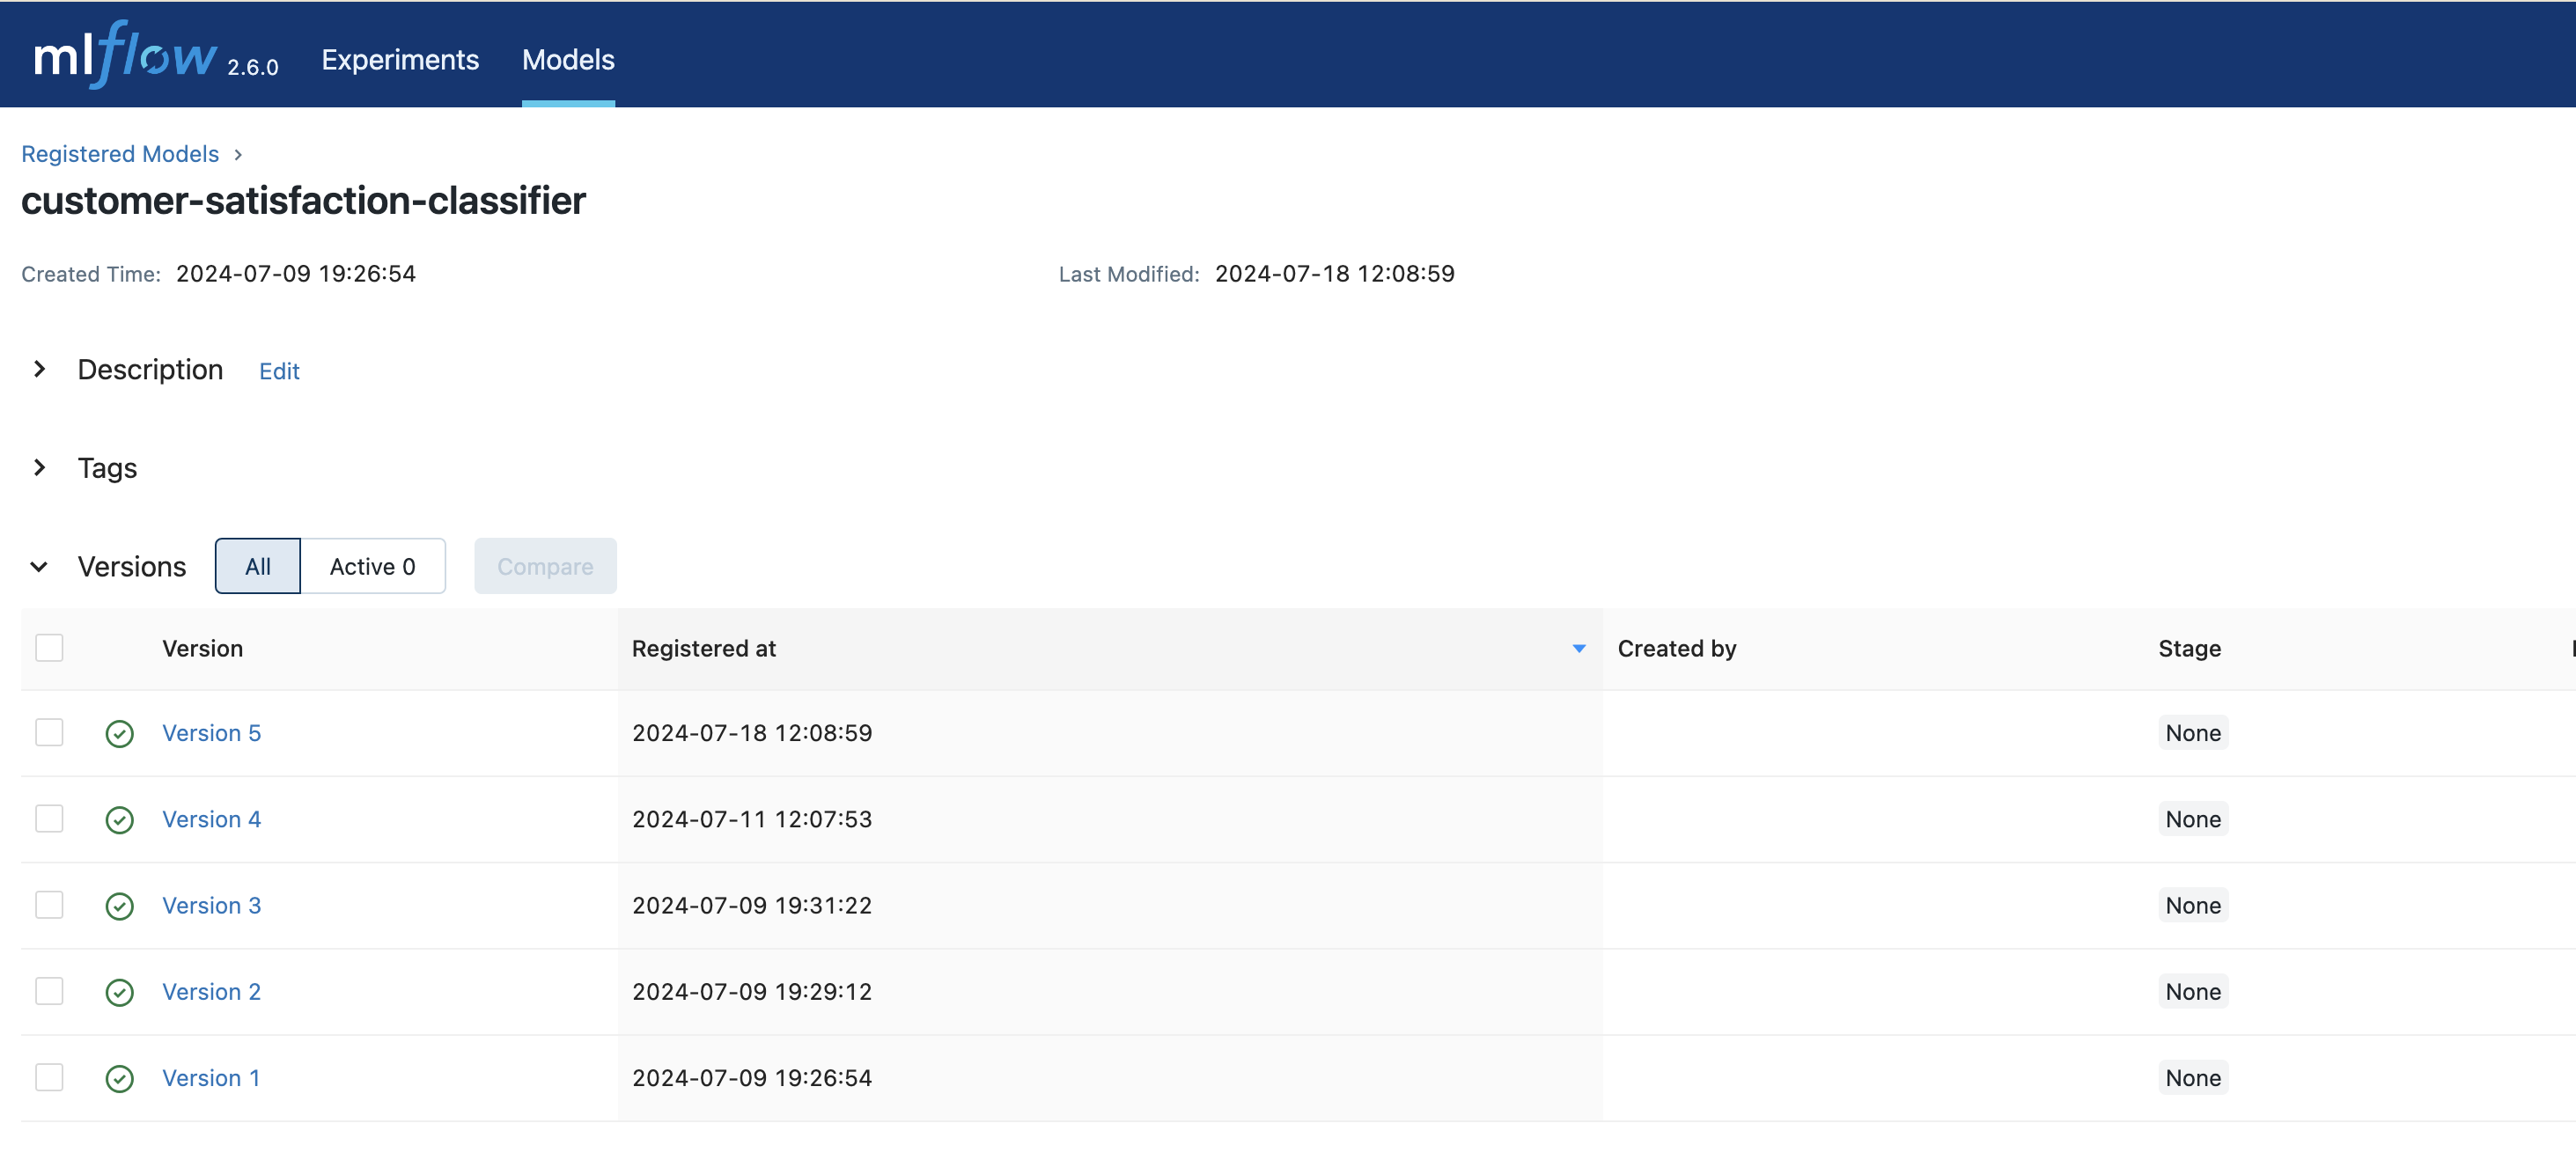 mlflow 2.6.0 Experiments Models
Registered Models
customer-satisfaction-classifier
Created Time: 2024-07-09 19:26:54 Last Modified: 2024-07-18 12:08:59
Description Edit
Tags
Versions All Active 0 Compare
Version Registered at Created by Stage
Version 5 2024-07-18 12:08:59 None
Version 4 2024-07-11 12:07:53 None
Version 3 2024-07-09 19:31:22 None
Version 2 2024-07-09 19:29:12 None
Version 1 2024-07-09 19:26:54 None